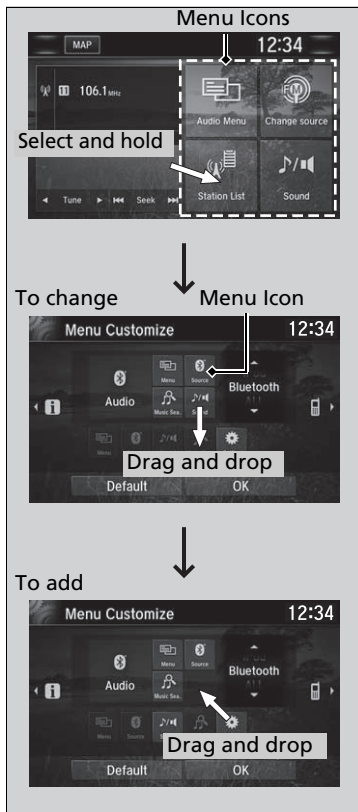 Menu Icons
MAP
12:34
106.1 MHz
Audio Menu
Change source
Select and hold
Station List
Sound
Tune
Seek
To change
Menu Icon
Menu Customize
12:34
Menu
Source
Audio
Bluetooth
Music Sea.
Sound
Drag and drop
Default
OK
To add
Menu Customize
12:34
Menu
Source
Audio
Bluetooth
Music Sea.
Menu
Source
Drag and drop
Default
OK